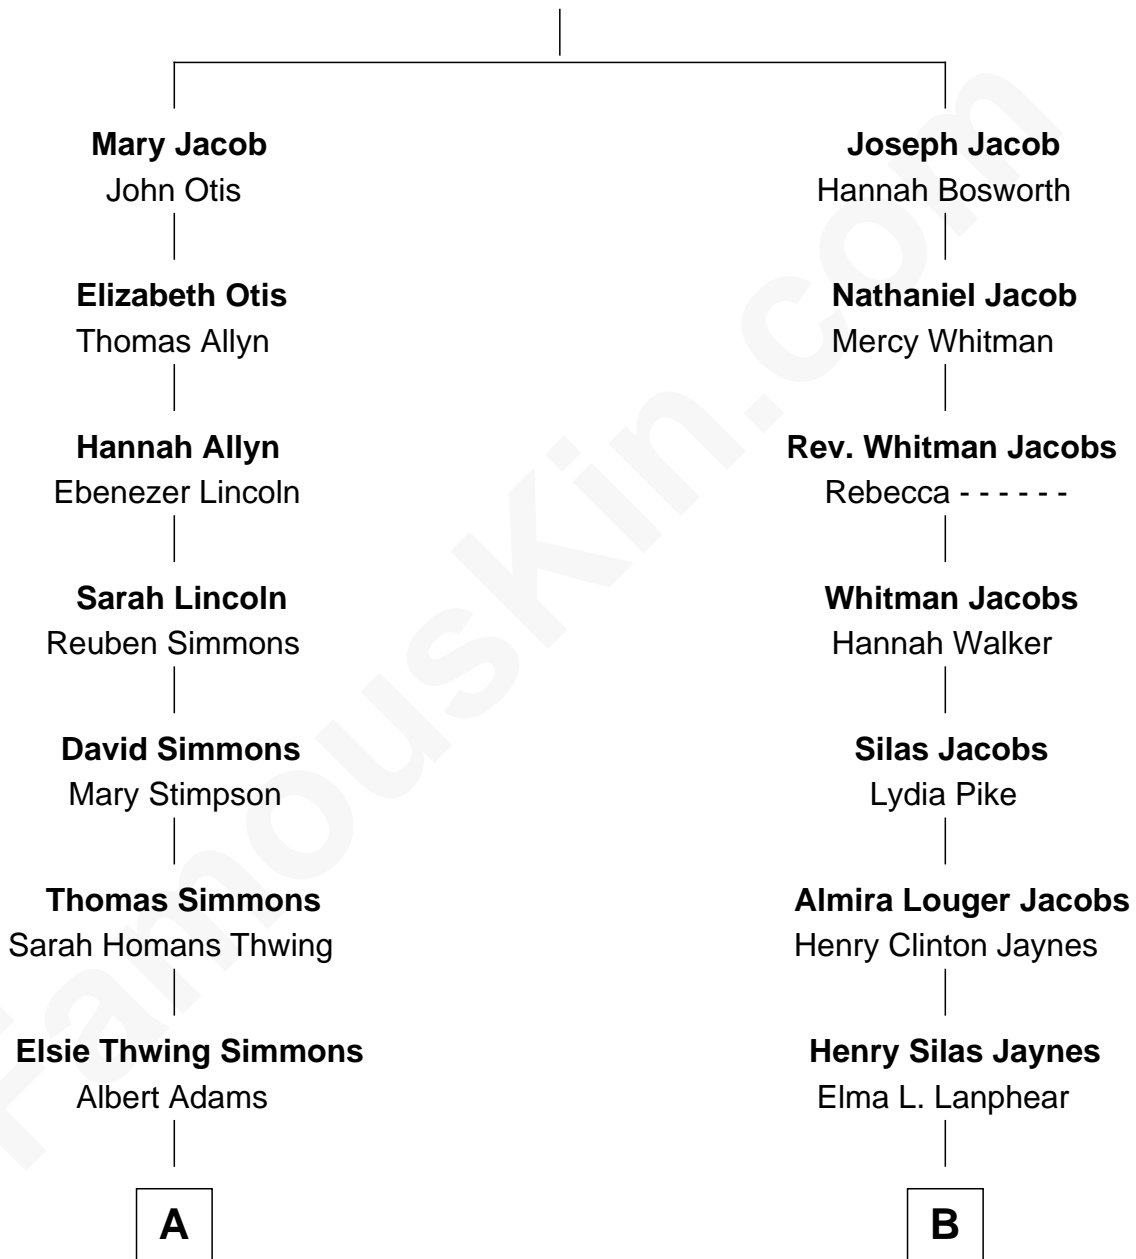 Mary Jacob
John Otis
Joseph Jacob
Hannah Bosworth
Elizabeth Otis
Thomas Allyn
Nathaniel Jacob
Mercy Whitman
Hannah Allyn
Ebenezer Lincoln
Rev. Whitman Jacobs
Rebecca - - - - - -
Sarah Lincoln
Reuben Simmons
Whitman Jacobs
Hannah Walker
David Simmons
Mary Stimpson
Silas Jacobs
Lydia Pike
Thomas Simmons
Sarah Homans Thwing
Almira Louger Jacobs
Henry Clinton Jaynes
Elsie Thwing Simmons
Albert Adams
Henry Silas Jaynes
Elma L. Lanphear
A
B
FamousKin.com